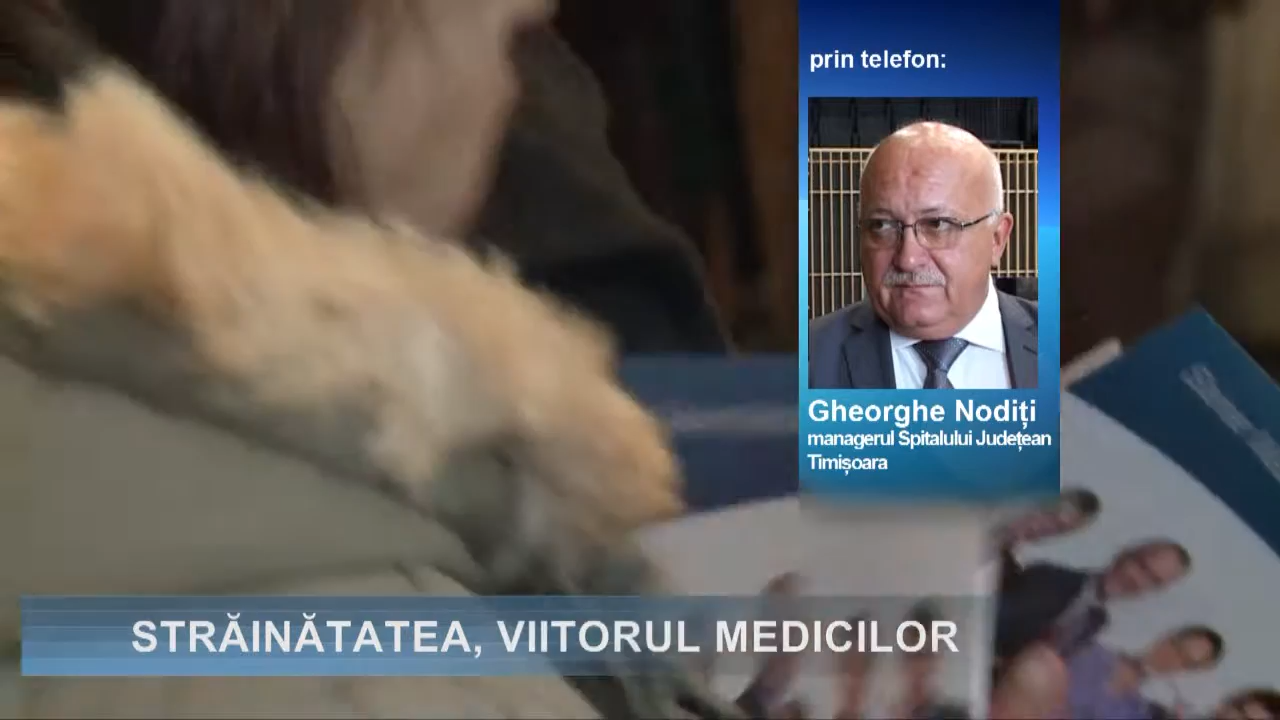 prin telefon:
Gheorghe Nodiți
managerul Spitalului Județean
Timișoara
STRĂINĂTATEA, VIITORUL MEDICILOR